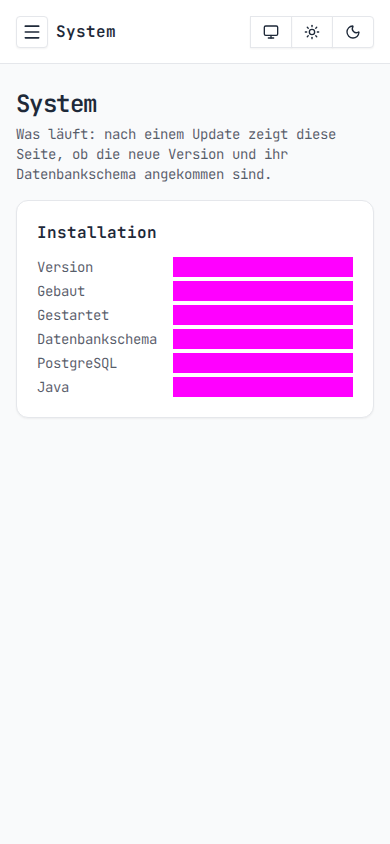 System
System
Was läuft: nach einem Update zeigt diese
Seite, ob die neue Version und ihr
Datenbankschema angekommen sind.
Installation
Version
Gebaut
Gestartet
Datenbankschema
PostgreSQL
Java